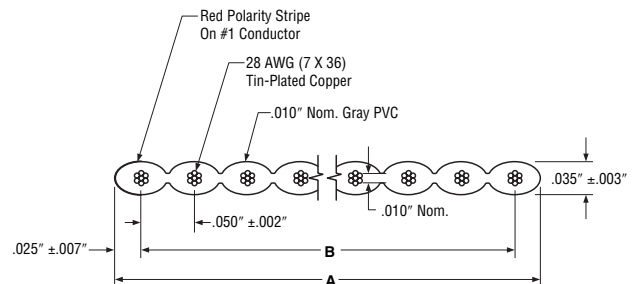 Red Polarity Stripe
On #1 Conductor
28 AWG (7 X 36)
Tin-Plated Copper
.010″ Nom. Gray PVC
.035″ ±.003″
.050″ ±.002″
.010″ Nom.
.025″ ±.007″
B
A